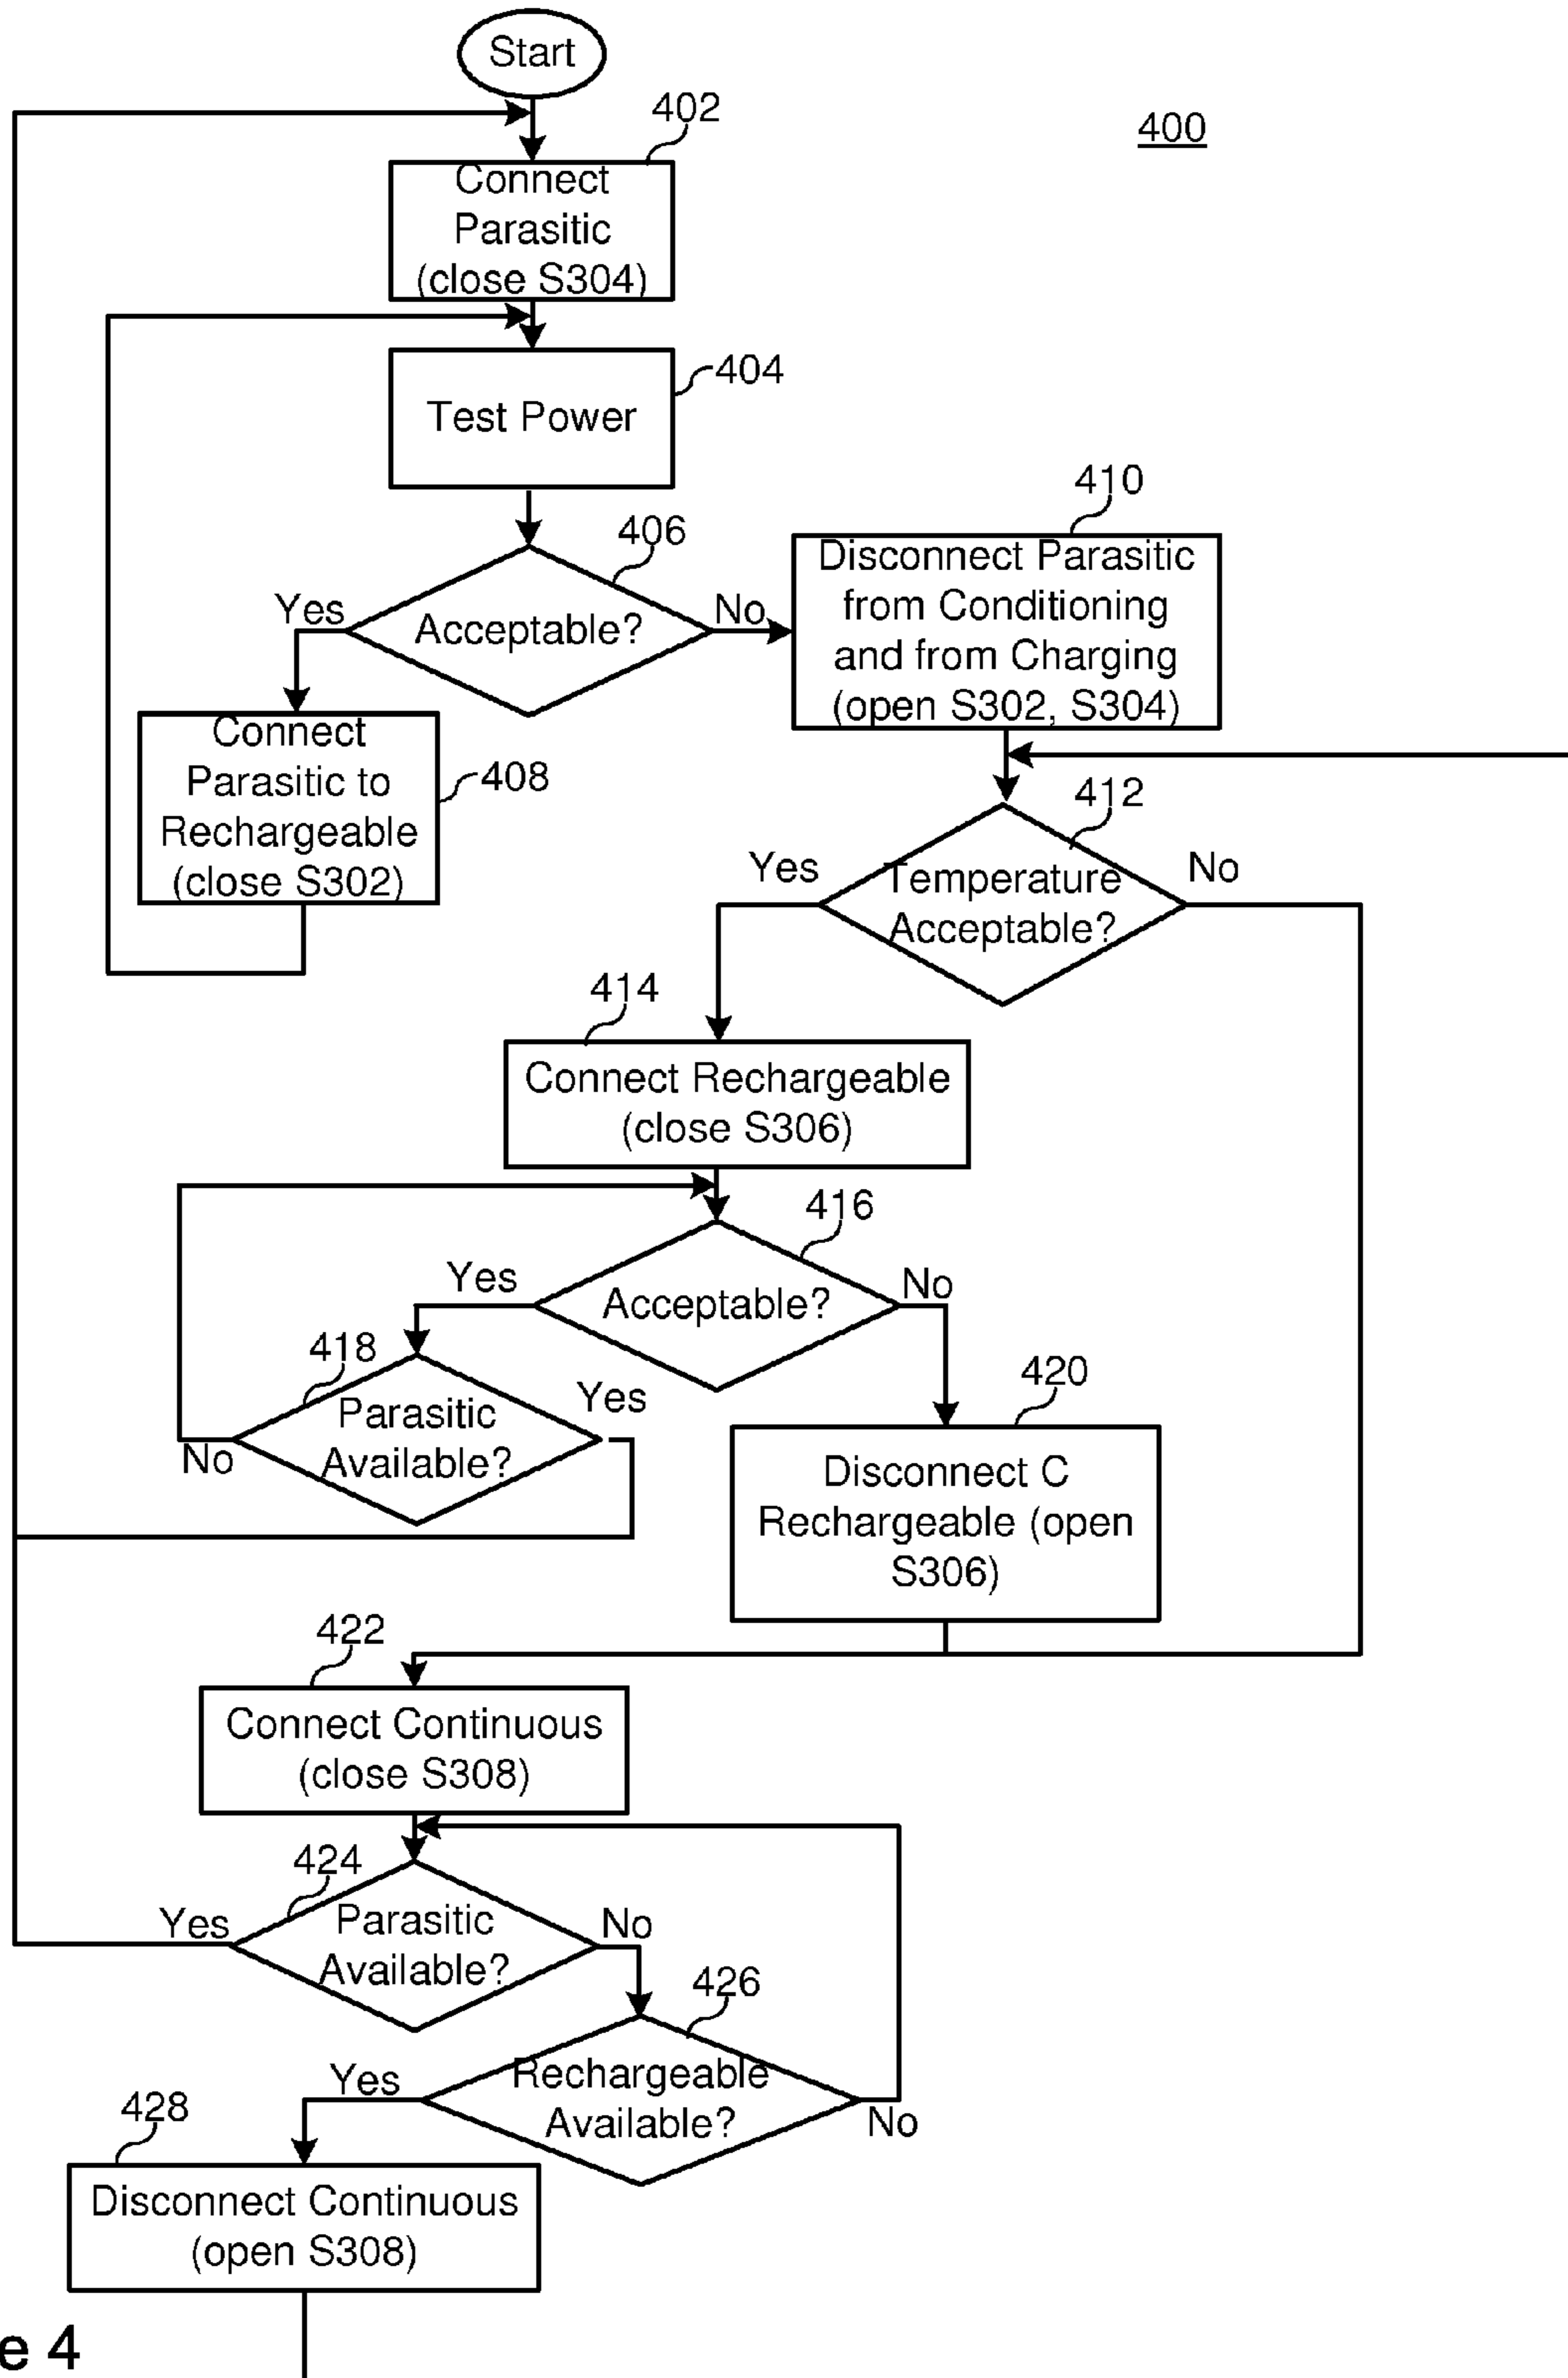 Start
402
400
Connect
Parasitic
(close S304)
404
Test Power
410
406
Disconnect Parasitic
from Conditioning
and from Charging
(open S302, S304)
Yes
Acceptable?
No
Connect
Parasitic to
Rechargeable
(close S302)
408
412
Yes
Temperature
Acceptable?
No
414
Connect Rechargeable
(close S306)
416
Yes
Acceptable?
No
418
Parasitic
Available?
Yes
No
420
Disconnect C
Rechargeable (open
S306)
422
Connect Continuous
(close S308)
424
Yes
Parasitic
Available?
No
426
Yes
Rechargeable
Available?
No
428
Disconnect Continuous
(open S308)
e 4